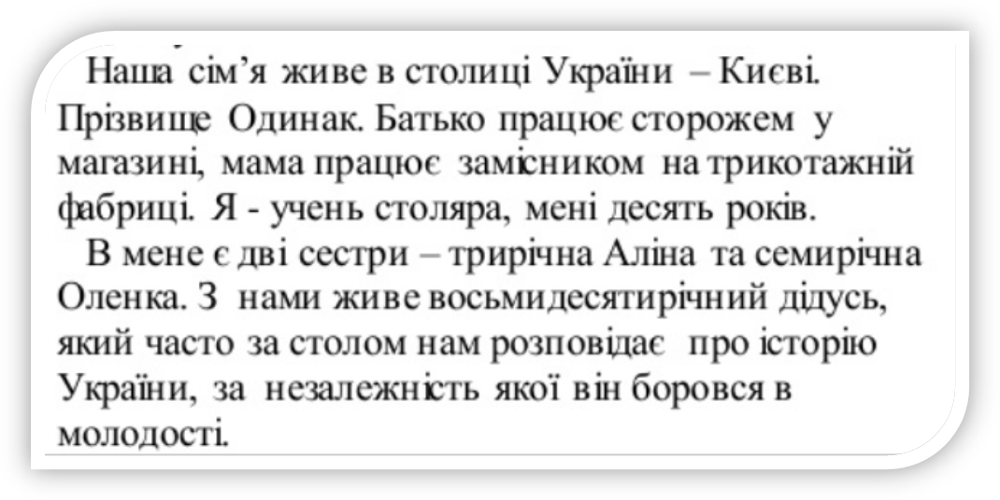 Наша сім’я живе в столиці України – Києві.
Прізвище Одинак. Батько працює сторожем у
магазині, мама працює замісником на трикотажній
фабриці. Я - учень столяра, мені десять років.
В мене є дві сестри – трирічна Аліна та семирічна
Оленка. З нами живе восьмидесятирічний дідусь,
який часто за столом нам розповідає про історію
України, за незалежність якої він боровся в
молодості.